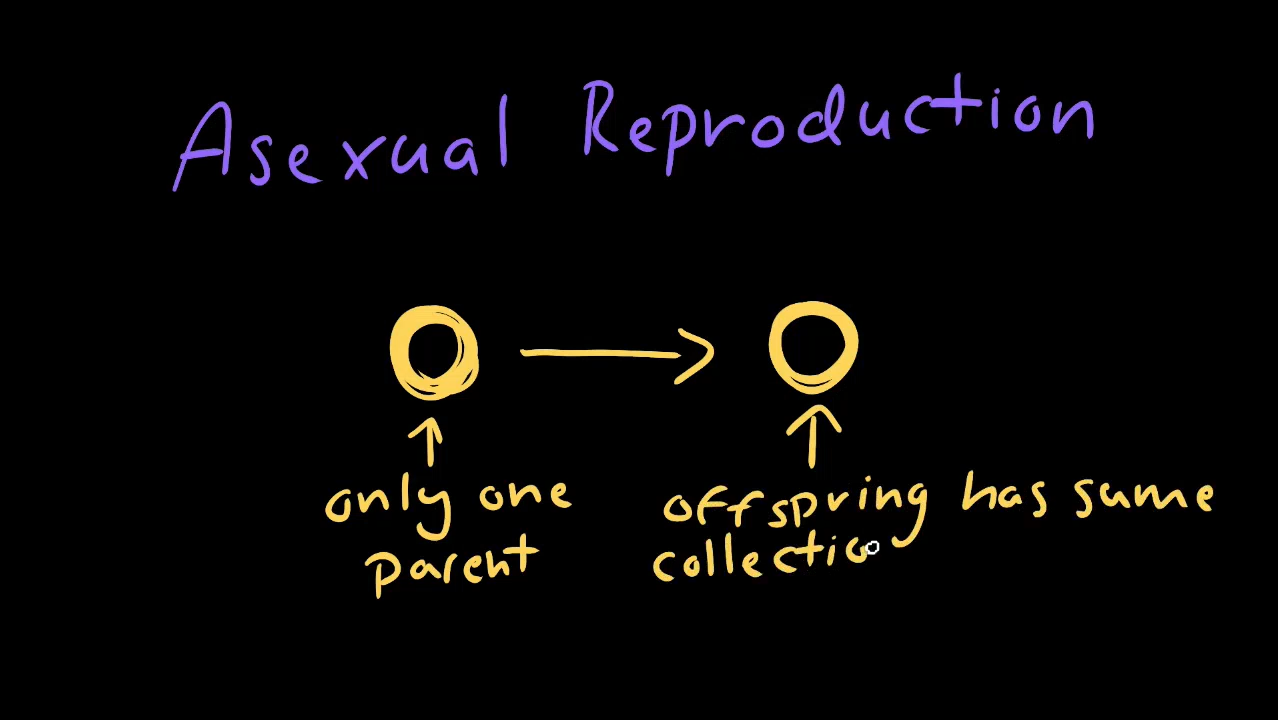 Asexual Reproduction
only one
parent
offspring has same
collectio